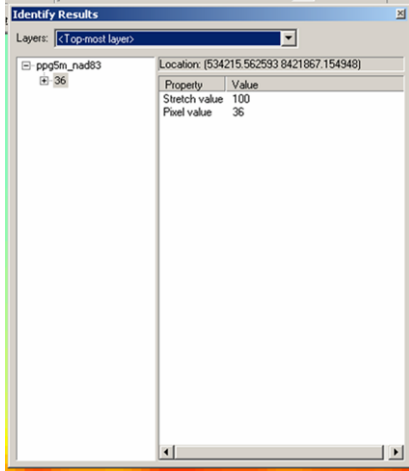 Identify Results
Layers: <Top-most layer>
ppg5m_nad83
36
Location: (534215.562593 8421867.154948)
Property Value
Stretch value 100
Pixel value 36